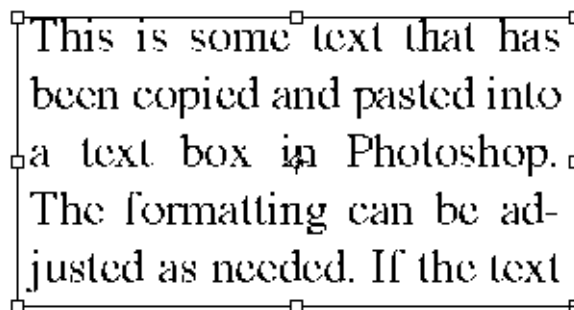 This is some text that has
been copied and pasted into
a text box in Photoshop.
The formatting can be ad-
justed as needed. If the text